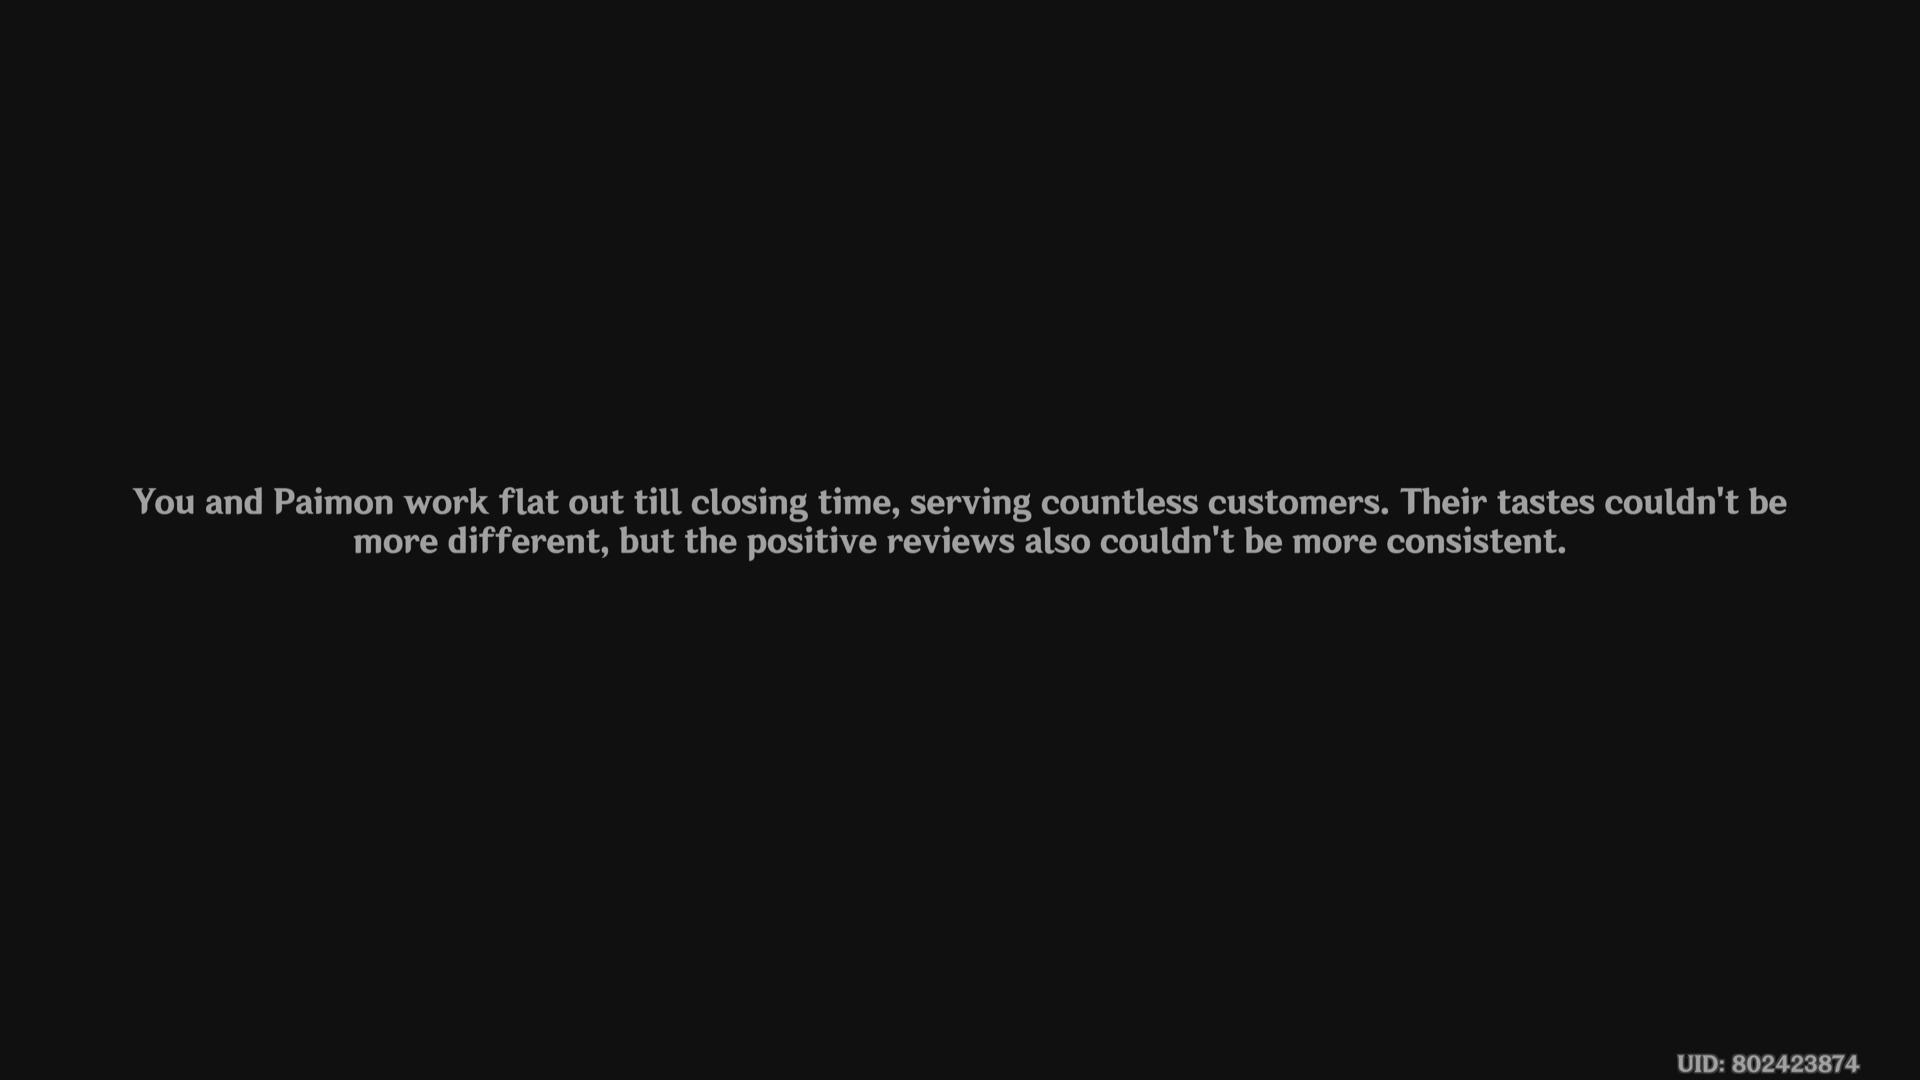 You and Paimon work flat out till closing time, serving countless customers. Their tastes couldn't be
more different, but the positive reviews also couldn't be more consistent.
UID: 802423874